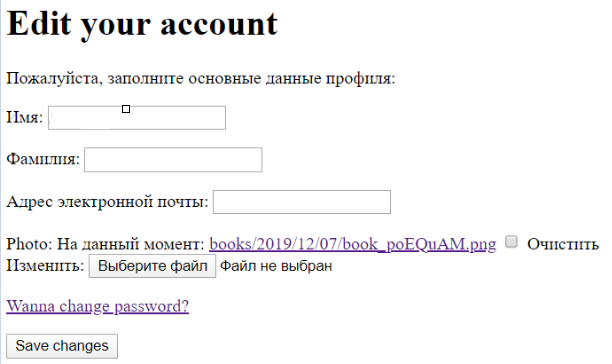 Edit your account
Пожалуйста, заполните основные данные профиля:
Имя:
Фамилия:
Адрес электронной почты:
Photo: На данный момент: books/2019/12/07/book_poEQuAM.png Очистить
Изменить: Выберите файл Файл не выбран
Wanna change password?
Save changes